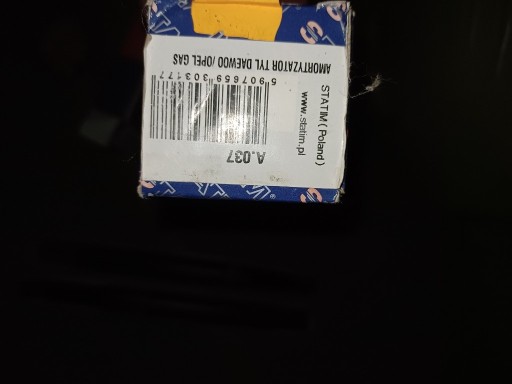 AMORTYZATOR TYL DAEWOO /OPEL GAS
5 907659 303177
A.037
STATIM ( Poland )
www.statim.pl